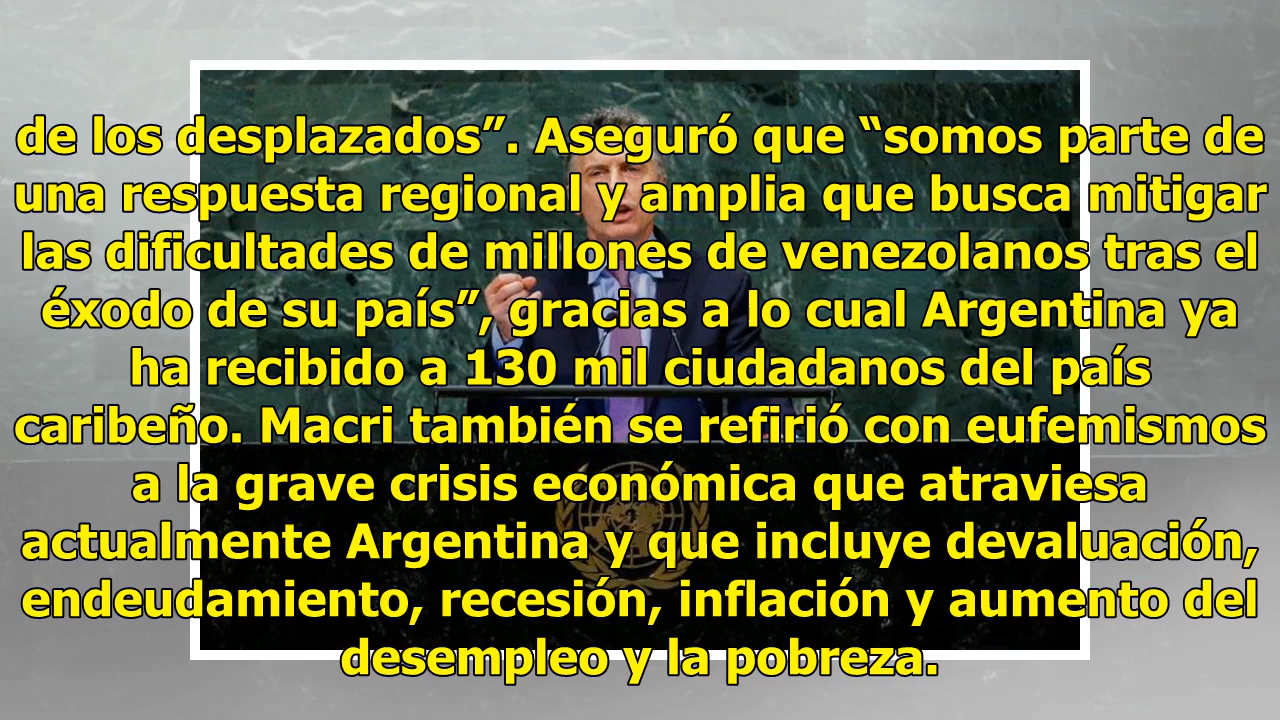 de los desplazados”. Aseguró que “somos parte de
una respuesta regional y amplia que busca mitigar
las dificultades de millones de venezolanos tras el
éxodo de su país”, gracias a lo cual Argentina ya
ha recibido a 130 mil ciudadanos del país
caribeño. Macri también se refirió con eufemismos
a la grave crisis económica que atraviesa
actualmente Argentina y que incluye devaluación,
endeudamiento, recesión, inflación y aumento del
desempleo y la pobreza.